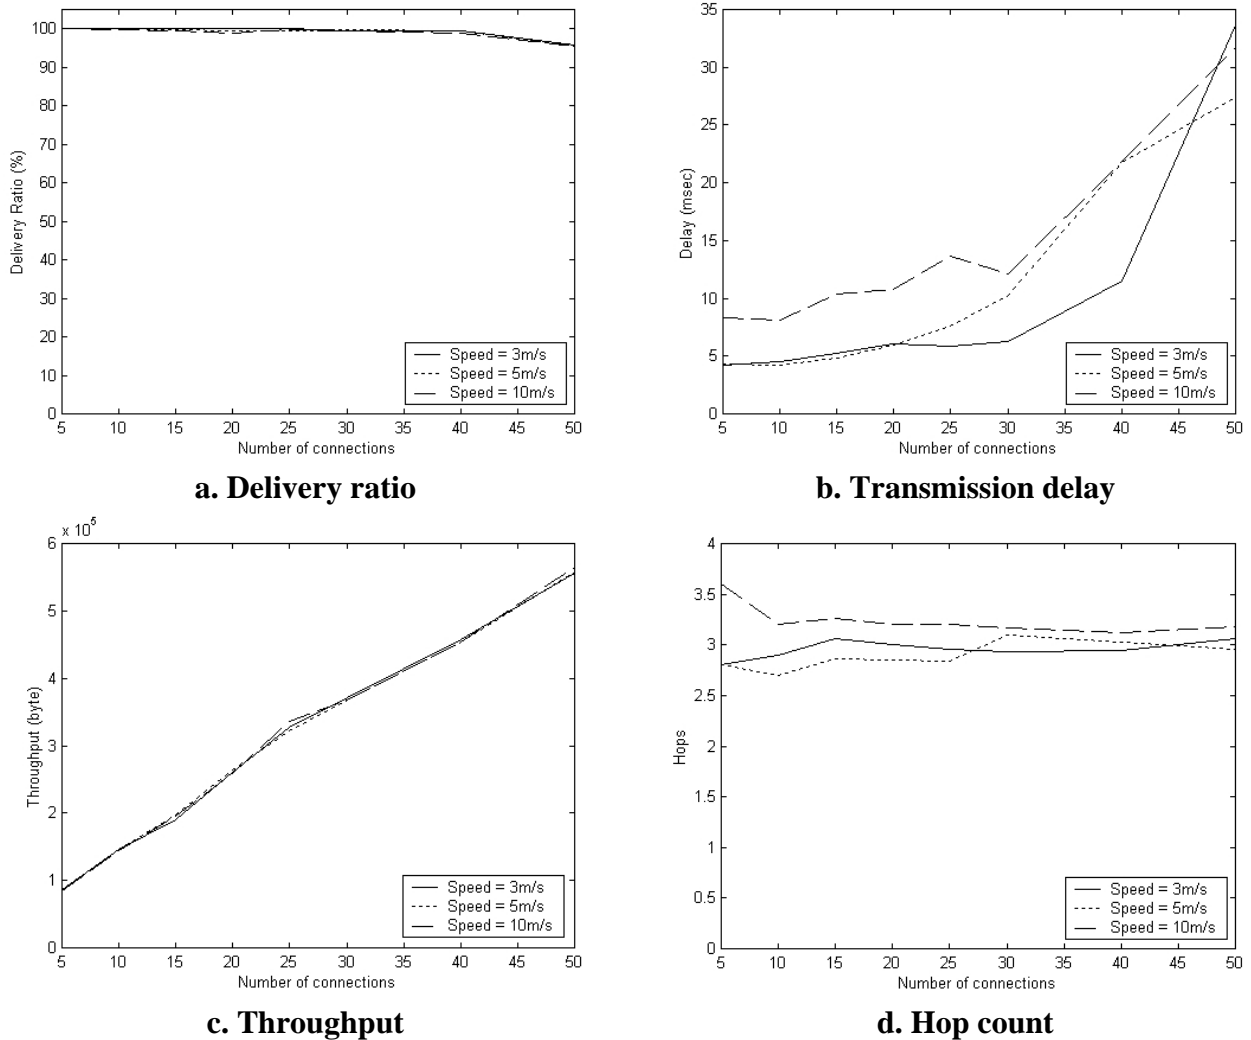 100
90
80
70
60
50
40
30
20
10
0
Delivery Ratio (%)
Speed = 3m/s
Speed = 5m/s
Speed = 10m/s
5 10 15 20 25 30 35 40 45 50
Number of connections
a. Delivery ratio
35
30
25
20
15
10
5
0
Delay (msec)
Speed = 3m/s
Speed = 5m/s
Speed = 10m/s
5 10 15 20 25 30 35 40 45 50
Number of connections
b. Transmission delay
x 10^5
6
5
4
3
2
1
0
Throughput (byte)
Speed = 3m/s
Speed = 5m/s
Speed = 10m/s
5 10 15 20 25 30 35 40 45 50
Number of connections
c. Throughput
4
3.5
3
2.5
2
1.5
1
0.5
0
Hops
Speed = 3m/s
Speed = 5m/s
Speed = 10m/s
5 10 15 20 25 30 35 40 45 50
Number of connections
d. Hop count